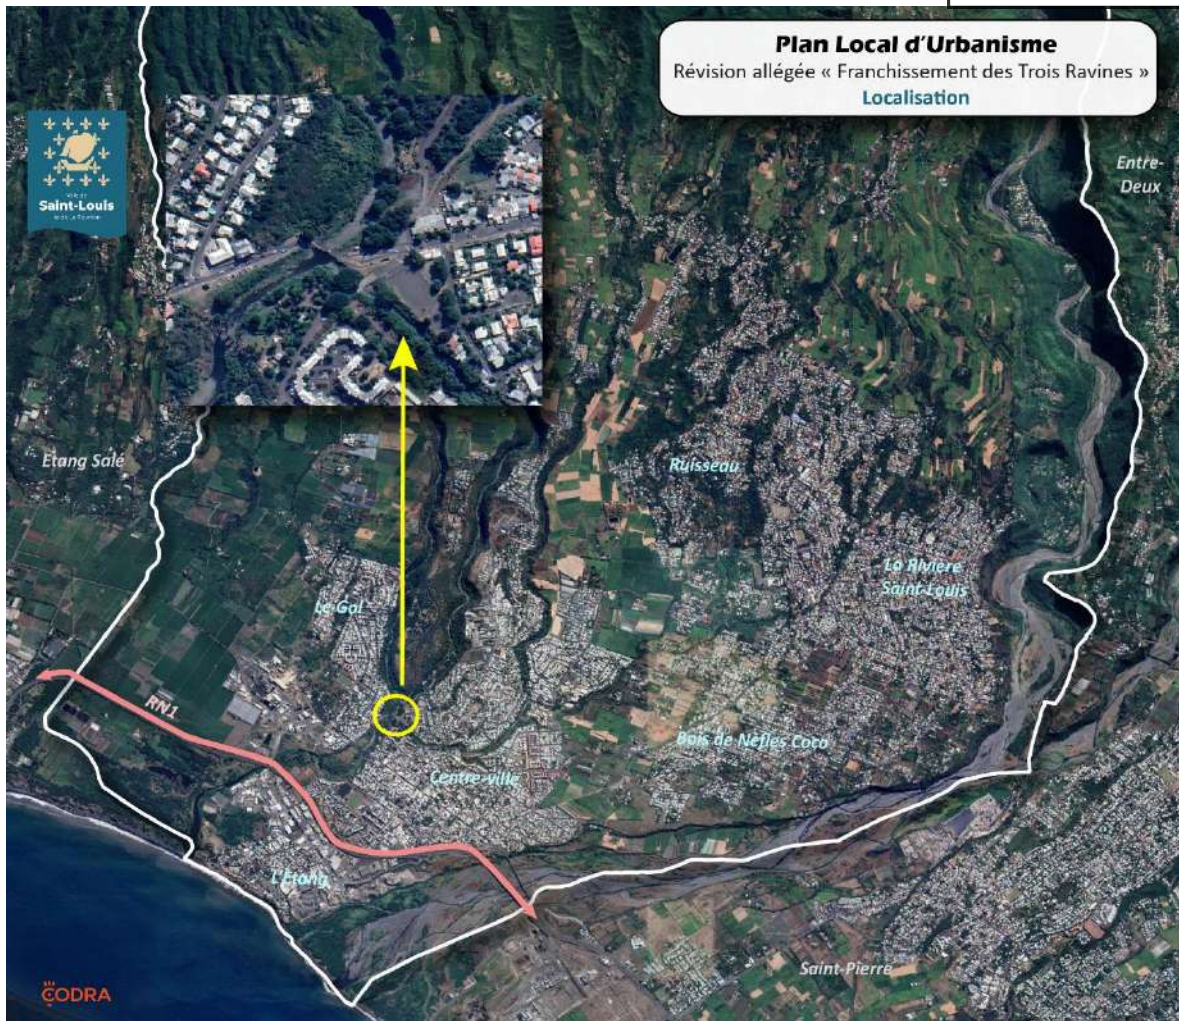 Plan Local d'Urbanisme
Révision allégée « Franchissement des Trois Ravines »
Localisation
Saint-Louis
Entre-
Deux
Etang Salé
Ruisseau
La Rivière
Saint-Louis
Le Gol
RN1
Bois de Nèfles Coco
Centre-ville
L'Étang
Saint-Pierre
CODRA